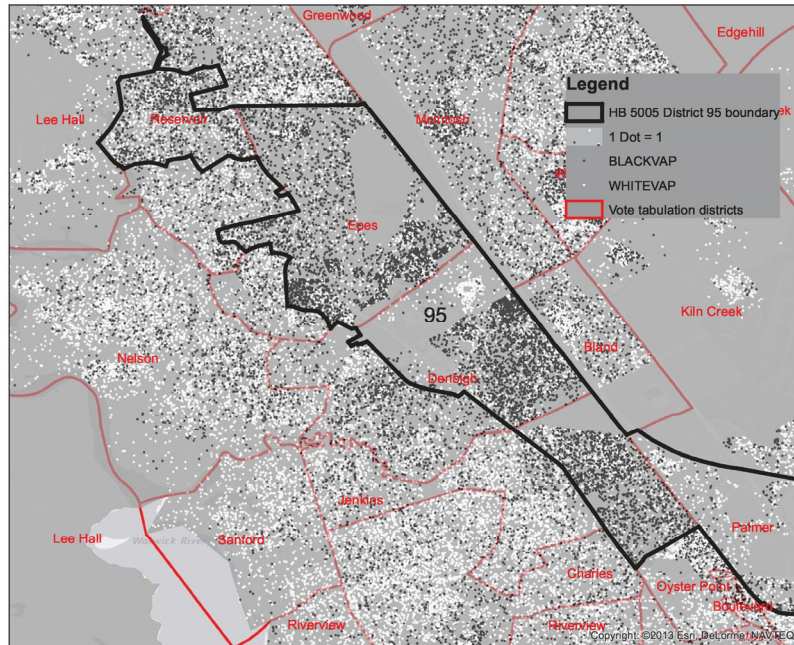 Greenwood
Edgehill
Legend
HB 5005 District 95 boundary
ek
1 Dot = 1
BLACKVAP
WHITEVAP
Vote tabulation districts
Lee Hall
Reservoir
McIntosh
Epes
95
Kiln Creek
Nelson
Bland
Denbigh
Jenkins
Lee Hall
Warwick River
Sanford
Palmer
Charles
Oyster Point
Boulevard
Riverview
Riverview
Copyright: ©2013 Esri, DeLorme, NAVTEQ